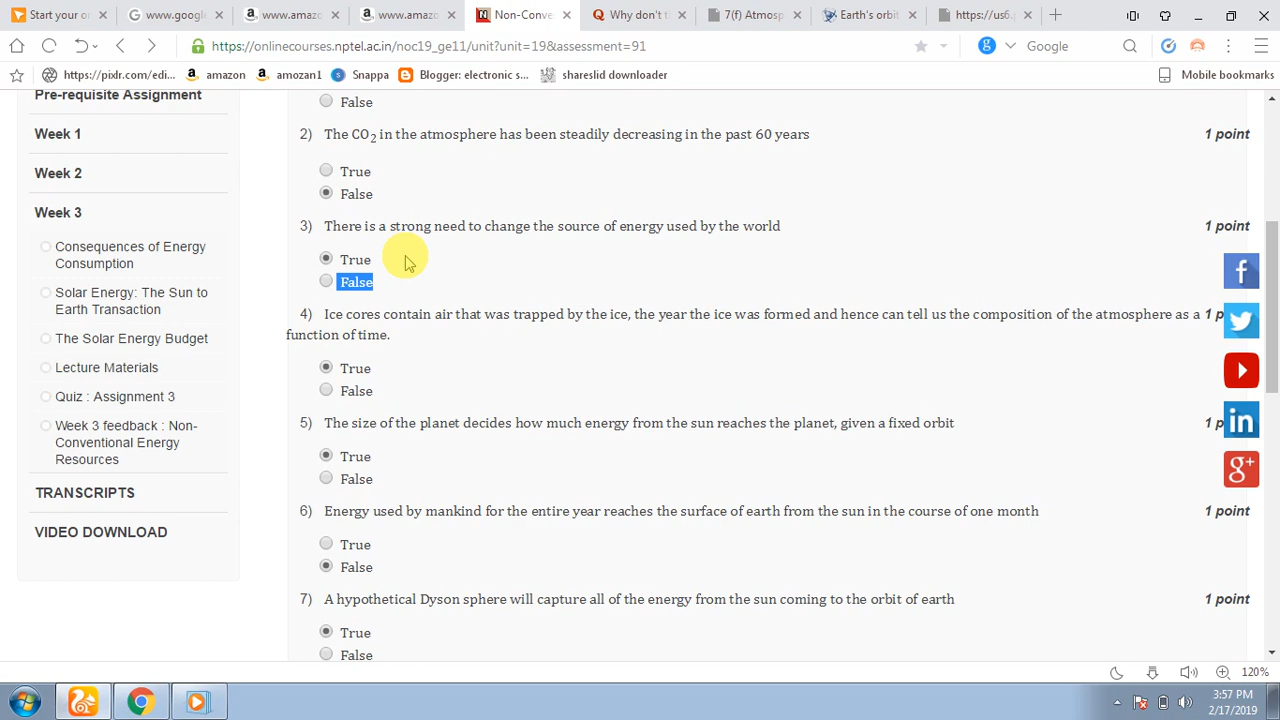 Start your o
www.googl
www.amazo
www.amazo
Non-Conve
Why don't t
7(f) Atmosp
Earth's orbit
https://us6.
https://onlinecourses.nptel.ac.in/noc19_ge11/unit?unit=19&assessment=91
Google
https://pixlr.com/edi...
amazon
amozan1
Snappa
Blogger: electronic s...
shareslid downloader
Mobile bookmarks
Pre-requisite Assignment
Week 1
Week 2
Week 3
Consequences of Energy
Consumption
Solar Energy: The Sun to
Earth Transaction
The Solar Energy Budget
Lecture Materials
Quiz : Assignment 3
Week 3 feedback : Non-
Conventional Energy
Resources
TRANSCRIPTS
VIDEO DOWNLOAD
False
2) The CO2 in the atmosphere has been steadily decreasing in the past 60 years 1 point
True
False
3) There is a strong need to change the source of energy used by the world 1 point
True
False
4) Ice cores contain air that was trapped by the ice, the year the ice was formed and hence can tell us the composition of the atmosphere as a 1 p
function of time.
True
False
5) The size of the planet decides how much energy from the sun reaches the planet, given a fixed orbit 1 p
True
False
6) Energy used by mankind for the entire year reaches the surface of earth from the sun in the course of one month 1 point
True
False
7) A hypothetical Dyson sphere will capture all of the energy from the sun coming to the orbit of earth 1 point
True
False
120%
3:57 PM
2/17/2019